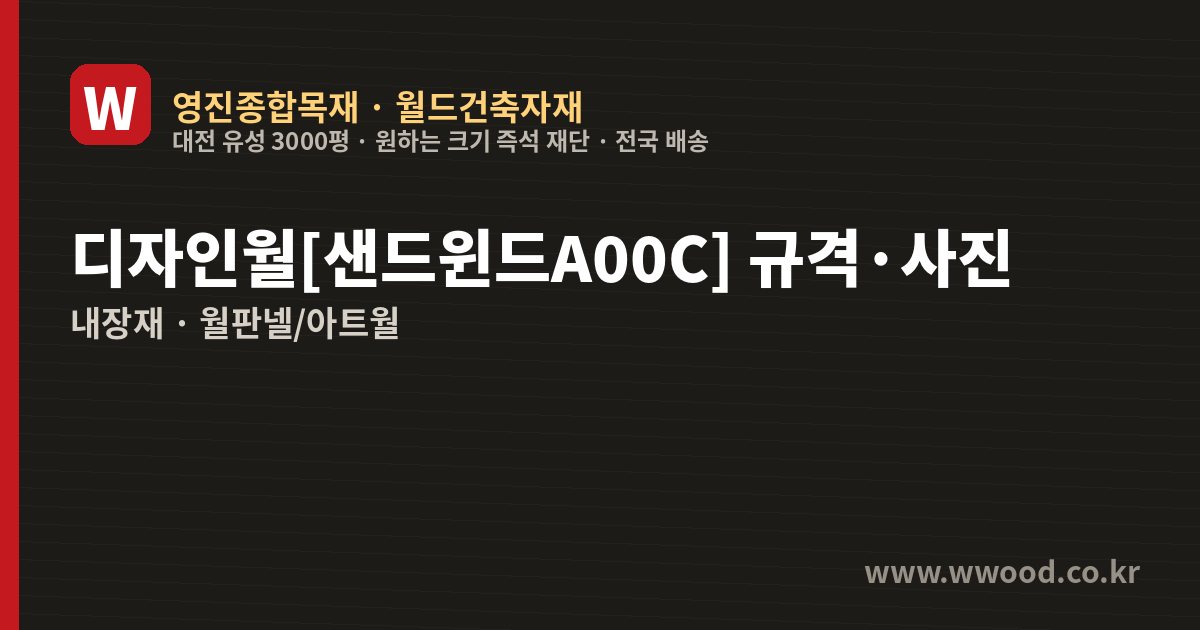 W
영진종합목재 · 월드건축자재
대전 유성 3000평 · 원하는 크기 즉석 재단 · 전국 배송
디자인월[샌드윈드A00C] 규격·사진
내장재 · 월판넬/아트월
www.wwood.co.kr